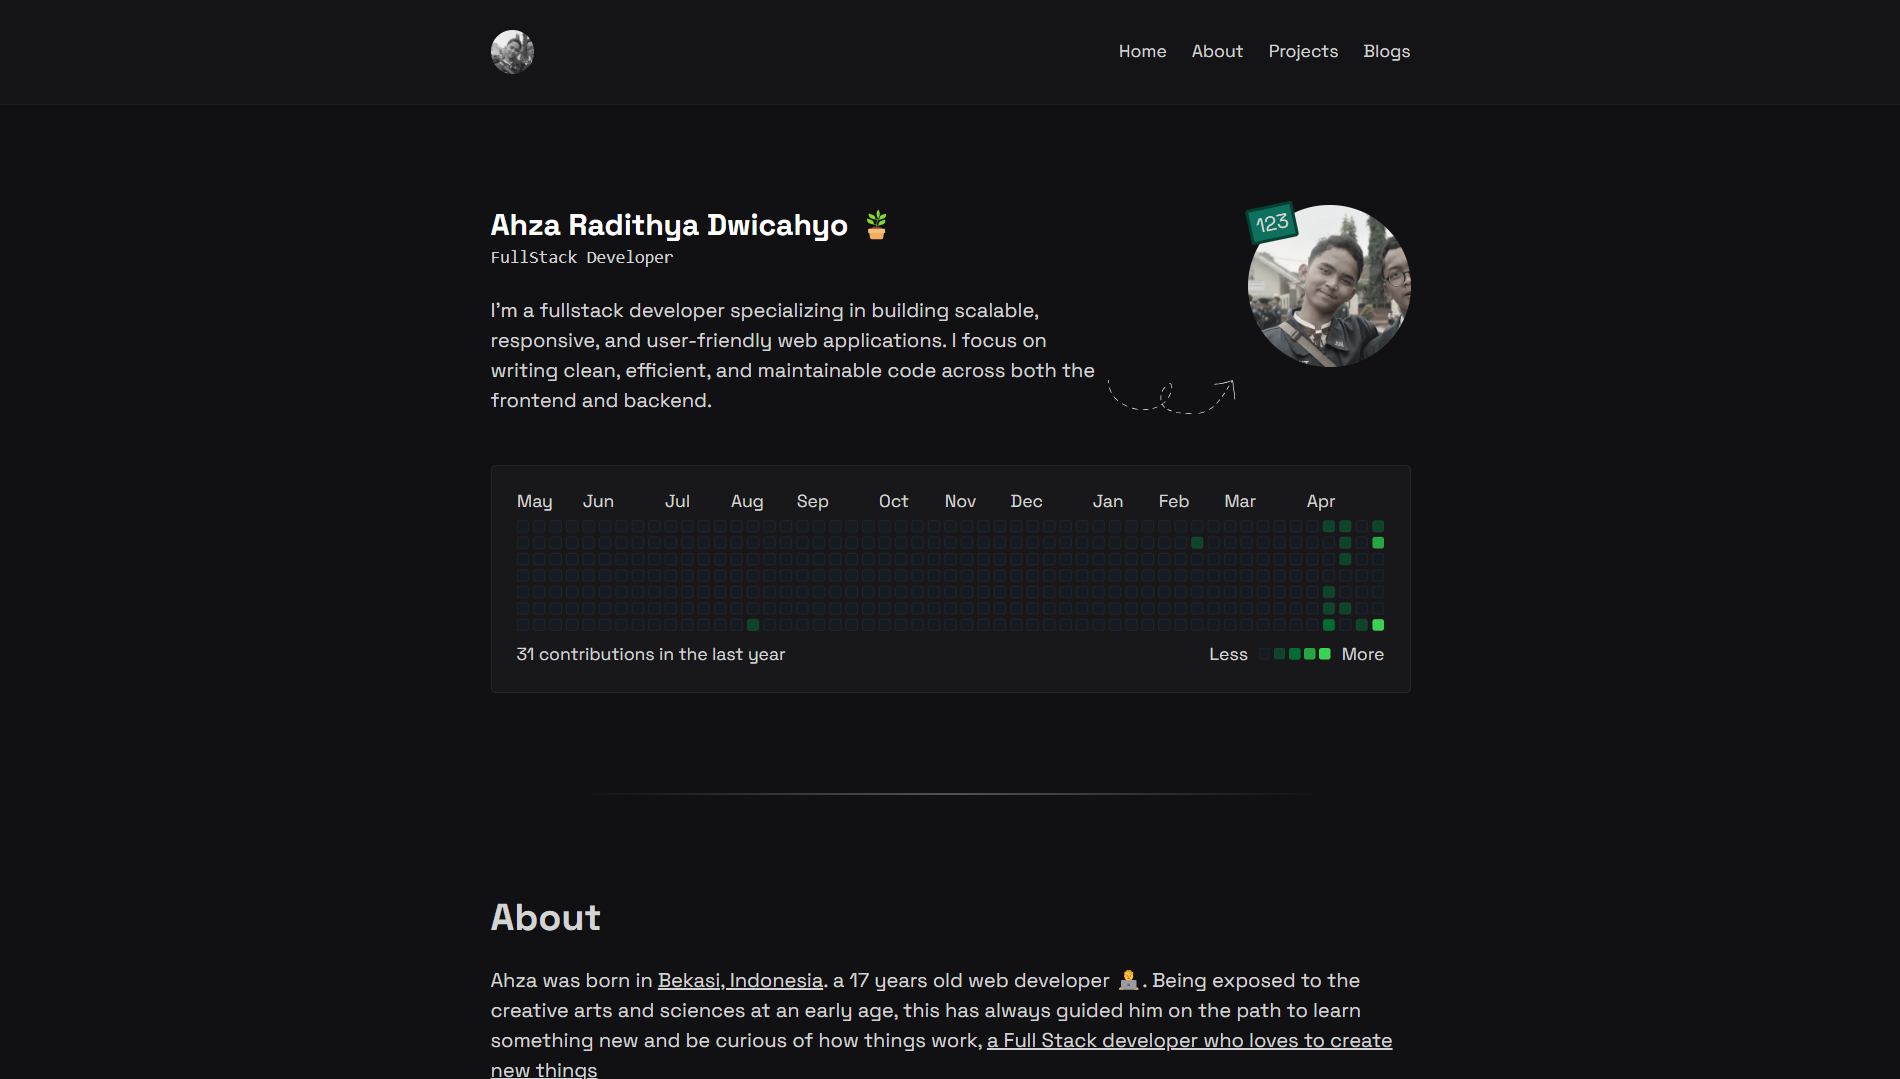 Home About Projects Blogs
Ahza Radithya Dwicahyo
123
FullStack Developer
I'm a fullstack developer specializing in building scalable,
responsive, and user-friendly web applications. I focus on
writing clean, efficient, and maintainable code across both the
frontend and backend.
May Jun Jul Aug Sep Oct Nov Dec Jan Feb Mar Apr
31 contributions in the last year
Less More
About
Ahza was born in Bekasi, Indonesia. a 17 years old web developer 🧑‍💻. Being exposed to the
creative arts and sciences at an early age, this has always guided him on the path to learn
something new and be curious of how things work, a Full Stack developer who loves to create
new things